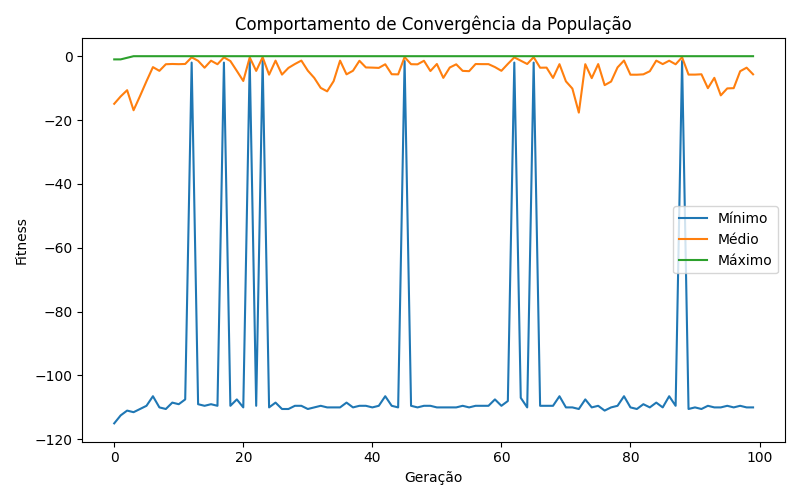 Comportamento de Convergência da População
Fitness
0
−20
−40
−60
−80
−100
−120
0 20 40 60 80 100
Geração
Mínimo
Médio
Máximo